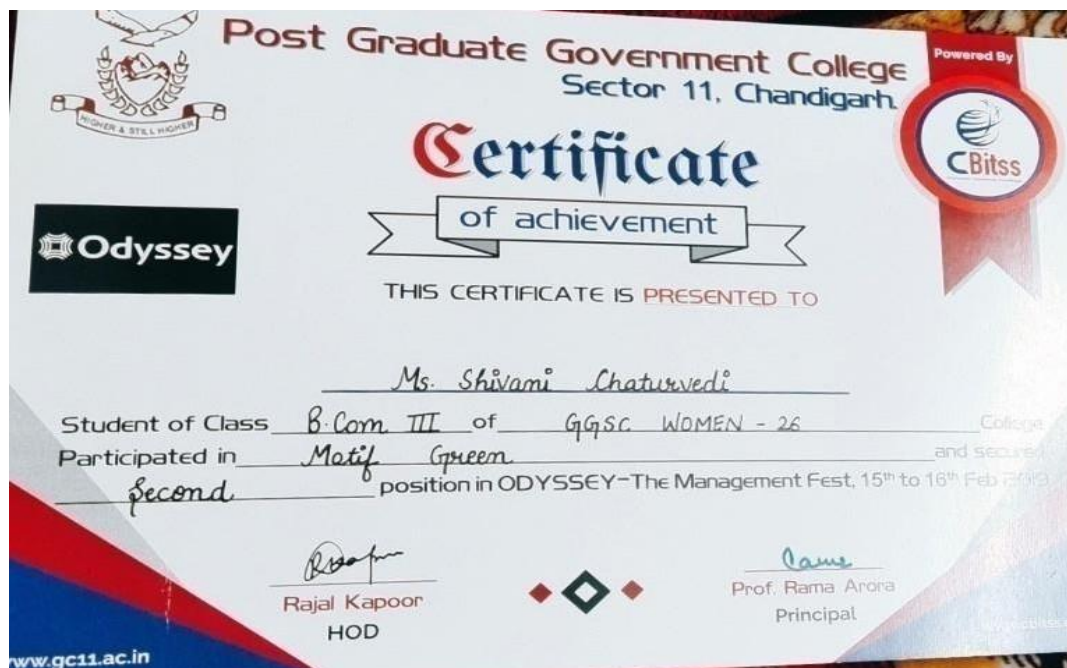 Post Graduate Government College
Sector 11, Chandigarh.
Powered By
CBitss
HIGHER & STILL HIGHER
Certificate
of achievement
Odyssey
THIS CERTIFICATE IS PRESENTED TO
Ms. Shivani Chaturvedi
Student of Class B.Com III of GGSC WOMEN - 26 College
Participated in Motif Green and secured
Second position in ODYSSEY-The Management Fest, 15th to 16th Feb 2019
Rajal Kapoor
HOD
Prof. Rama Arora
Principal
www.gc11.ac.in